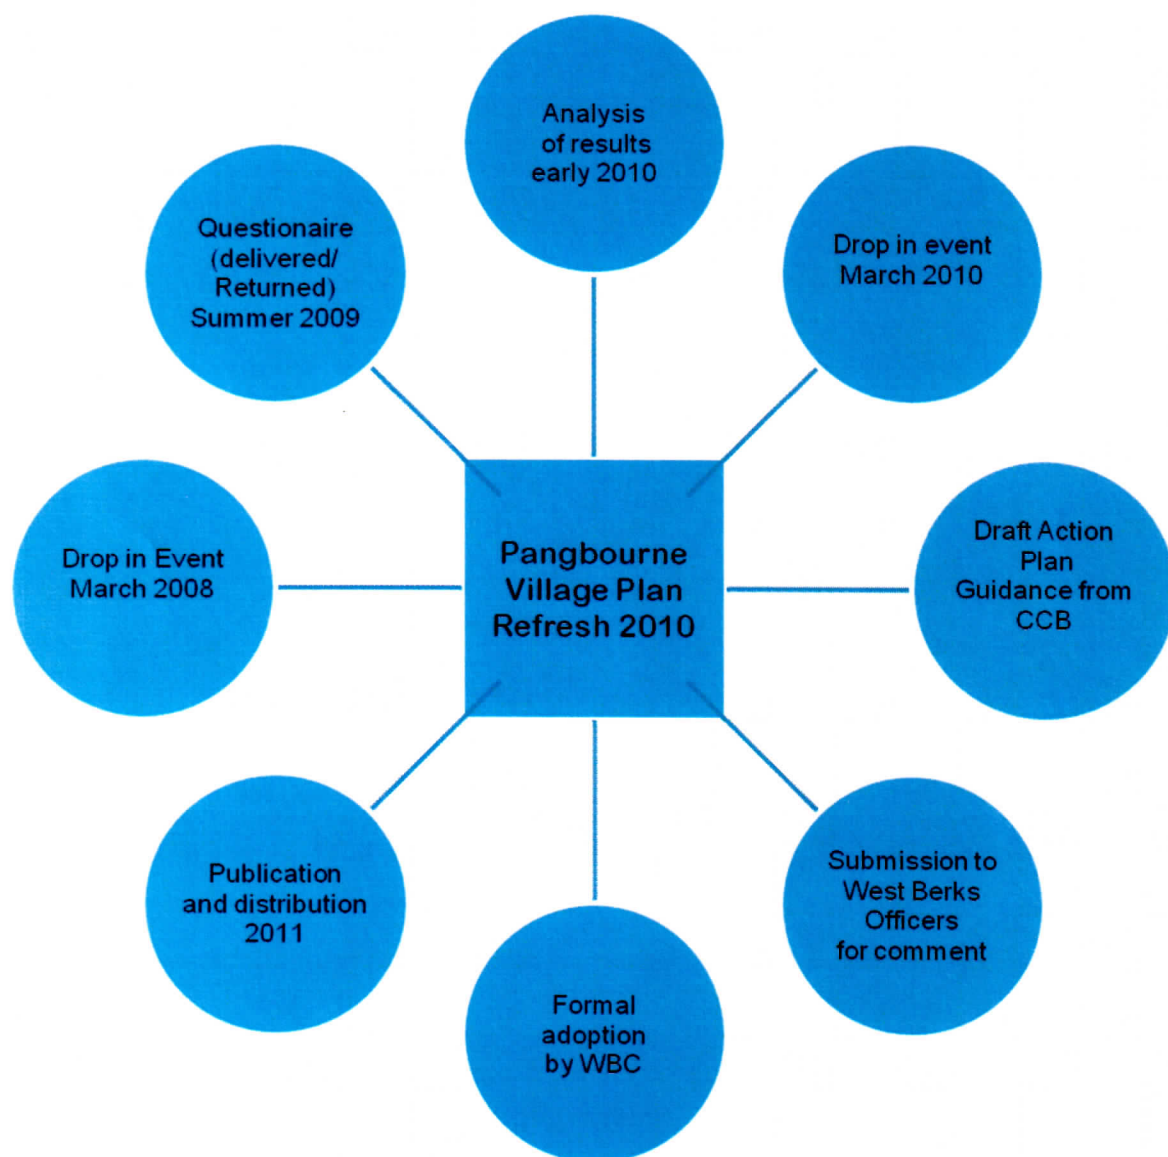 Analysis
of results
early 2010
Questionaire
(delivered/
Returned)
Summer 2009
Drop in event
March 2010
Drop in Event
March 2008
Pangbourne
Village Plan
Refresh 2010
Draft Action
Plan
Guidance from
CCB
Publication
and distribution
2011
Submission to
West Berks
Officers
for comment
Formal
adoption
by WBC